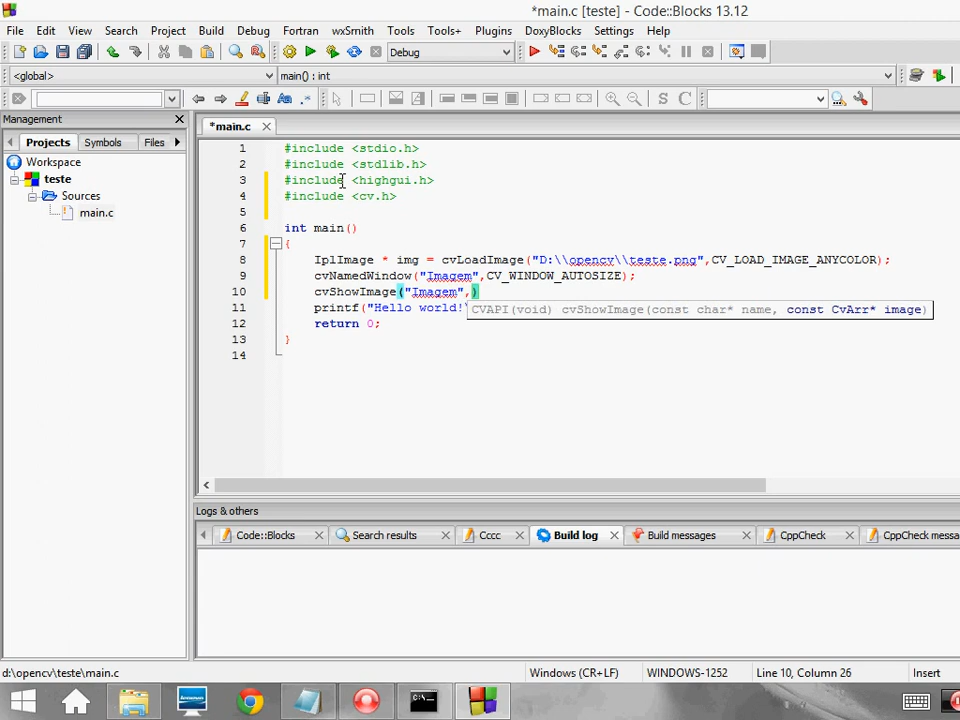 *main.c [teste] - Code::Blocks 13.12
File Edit View Search Project Build Debug Fortran wxSmith Tools Tools+ Plugins DoxyBlocks Settings Help
Debug
<global> main() : int
S C
Management
Projects Symbols Files
Workspace
teste
Sources
main.c
*main.c
1 #include <stdio.h>
2 #include <stdlib.h>
3 #include <highgui.h>
4 #include <cv.h>
5
6 int main()
7 {
8 IplImage * img = cvLoadImage("D:\\opencv\\teste.png",CV_LOAD_IMAGE_ANYCOLOR);
9 cvNamedWindow("Imagem",CV_WINDOW_AUTOSIZE);
10 cvShowImage("Imagem",)
11 printf("Hello world!\
CVAPI(void) cvShowImage(const char* name, const CvArr* image)
12 return 0;
13 }
14
Logs & others
Code::Blocks Search results Cccc Build log Build messages CppCheck CppCheck messa
d:\opencv\teste\main.c Windows (CR+LF) WINDOWS-1252 Line 10, Column 26 Insert